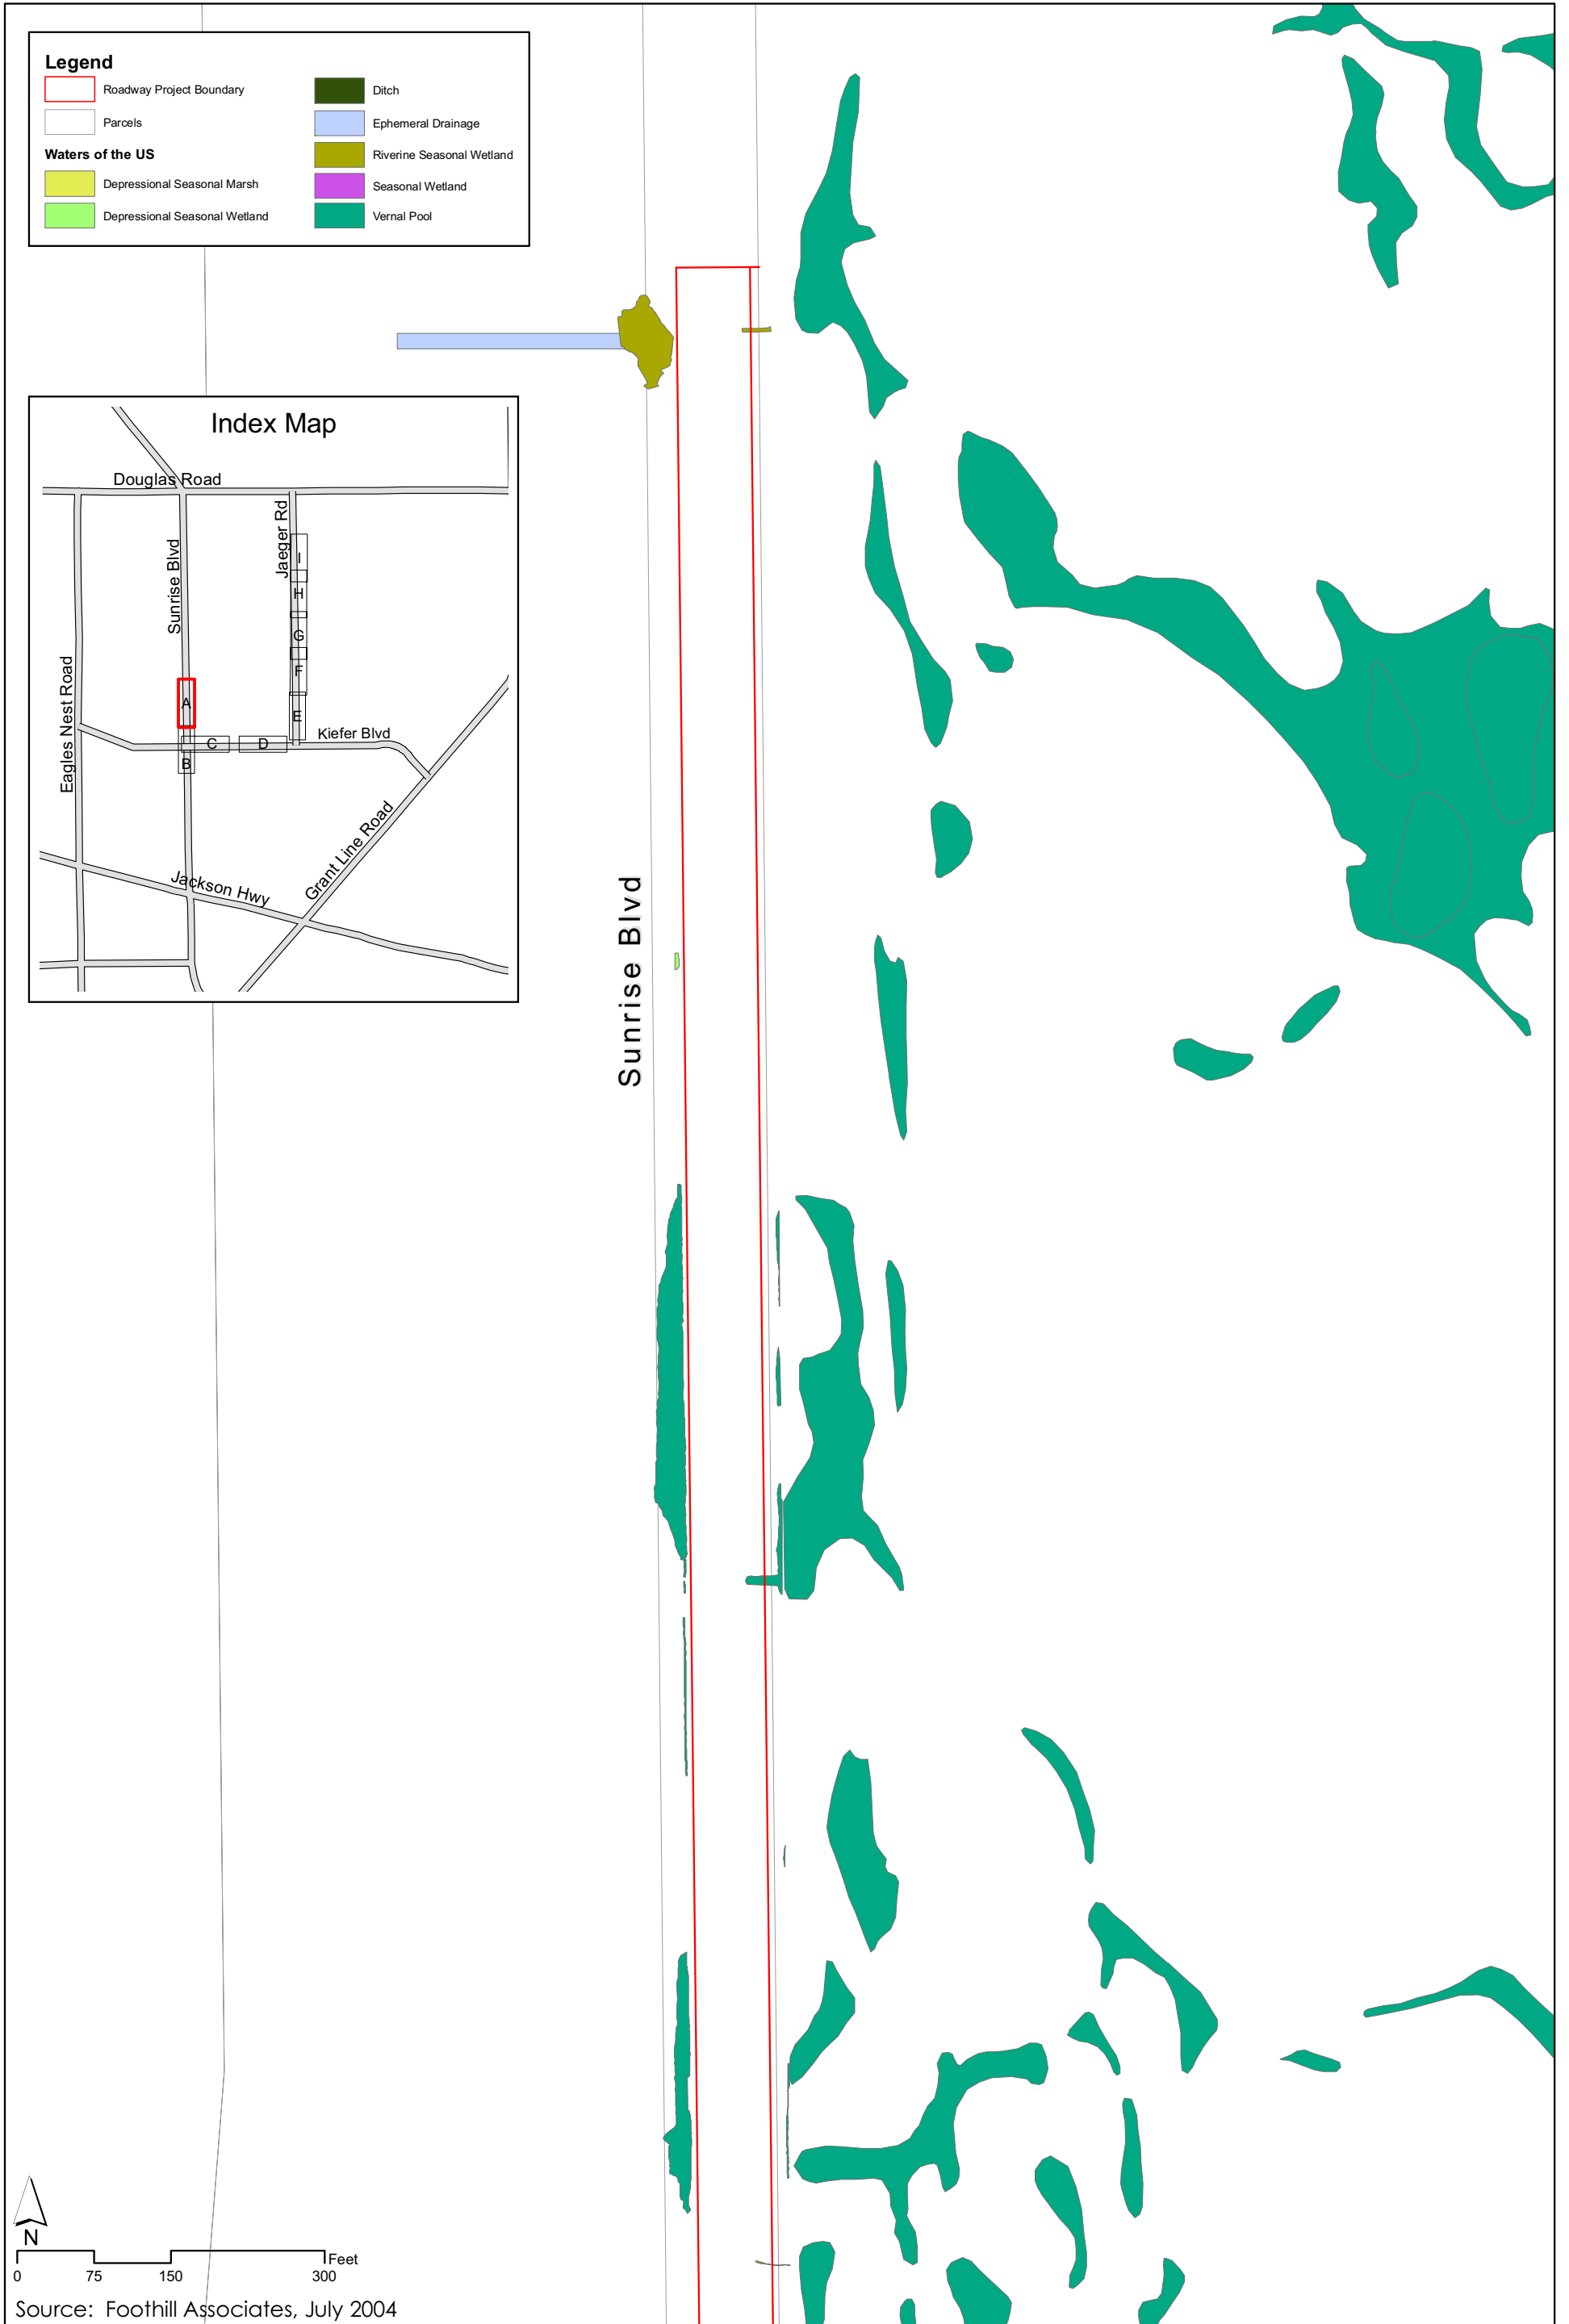 Legend
Roadway Project Boundary
Parcels
Waters of the US
Depressional Seasonal Marsh
Depressional Seasonal Wetland
Ditch
Ephemeral Drainage
Riverine Seasonal Wetland
Seasonal Wetland
Vernal Pool
Index Map
Douglas Road
Jaeger Rd
Sunrise Blvd
Eagles Nest Road
I
H
G
F
E
A
C
D
B
Kiefer Blvd
Grant Line Road
Jackson Hwy
Sunrise Blvd
N
Feet
0 75 150 300
Source: Foothill Associates, July 2004